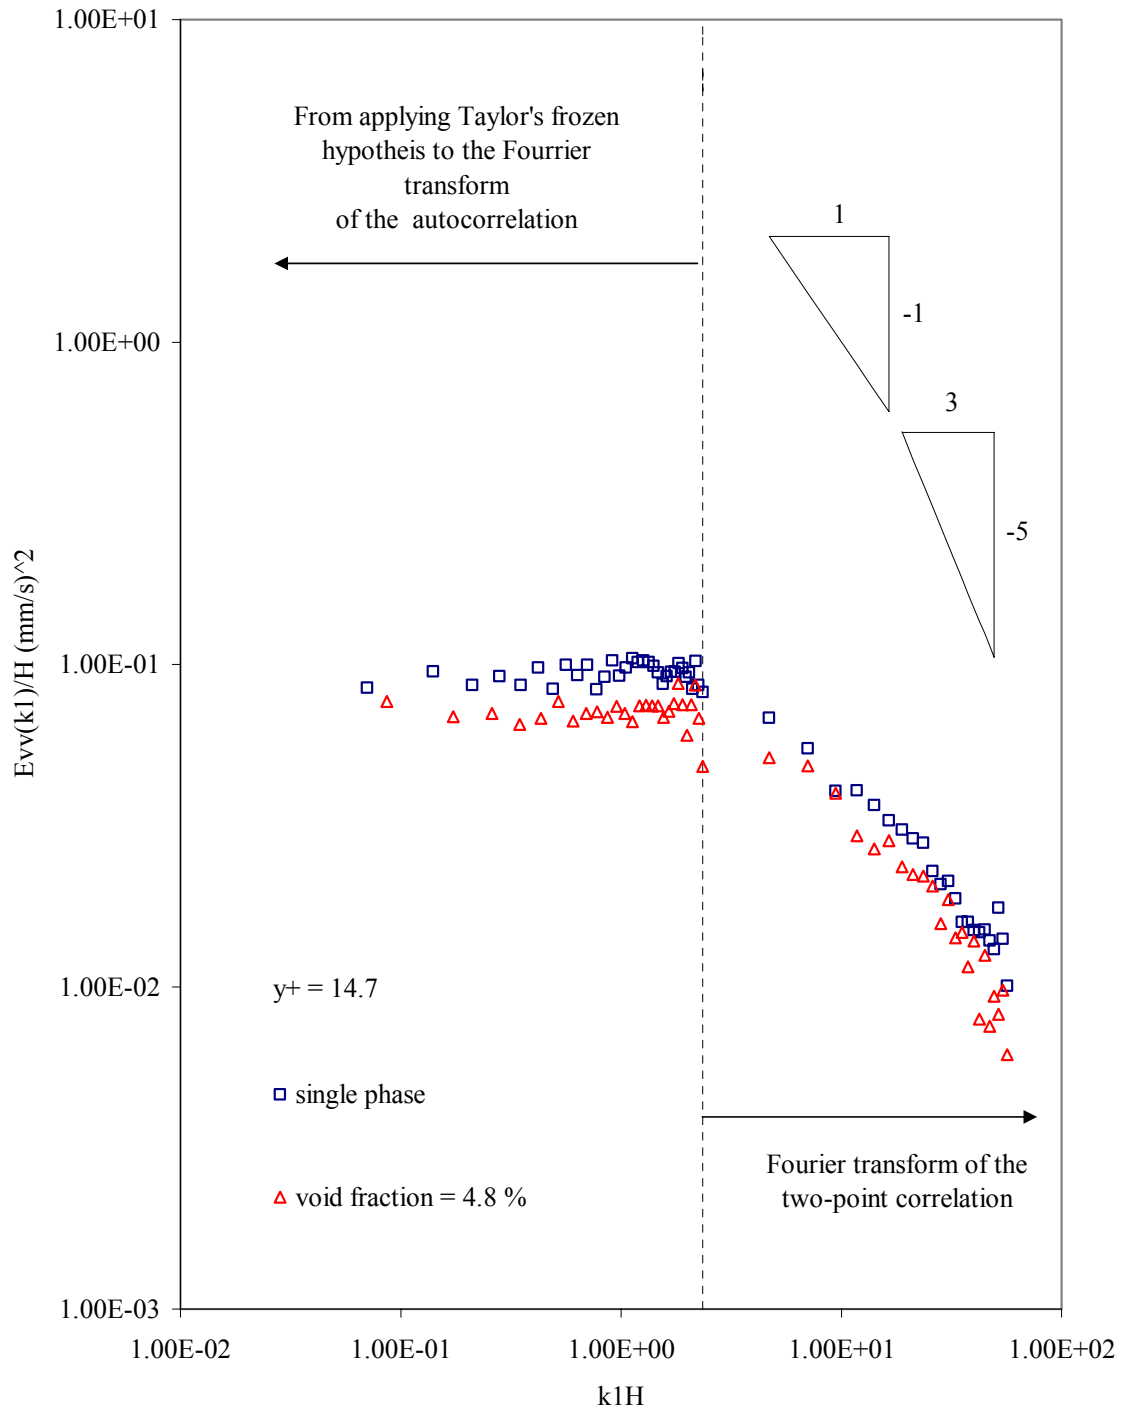 1.00E+01
From applying Taylor's frozen
hypotheis to the Fourrier
transform
of the autocorrelation
1
-1
1.00E+00
3
-5
Evv(k1)/H (mm/s)^2
1.00E-01
1.00E-02
y+ = 14.7
single phase
Fourier transform of the
two-point correlation
void fraction = 4.8 %
1.00E-03
1.00E-02
1.00E-01
1.00E+00
1.00E+01
1.00E+02
k1H